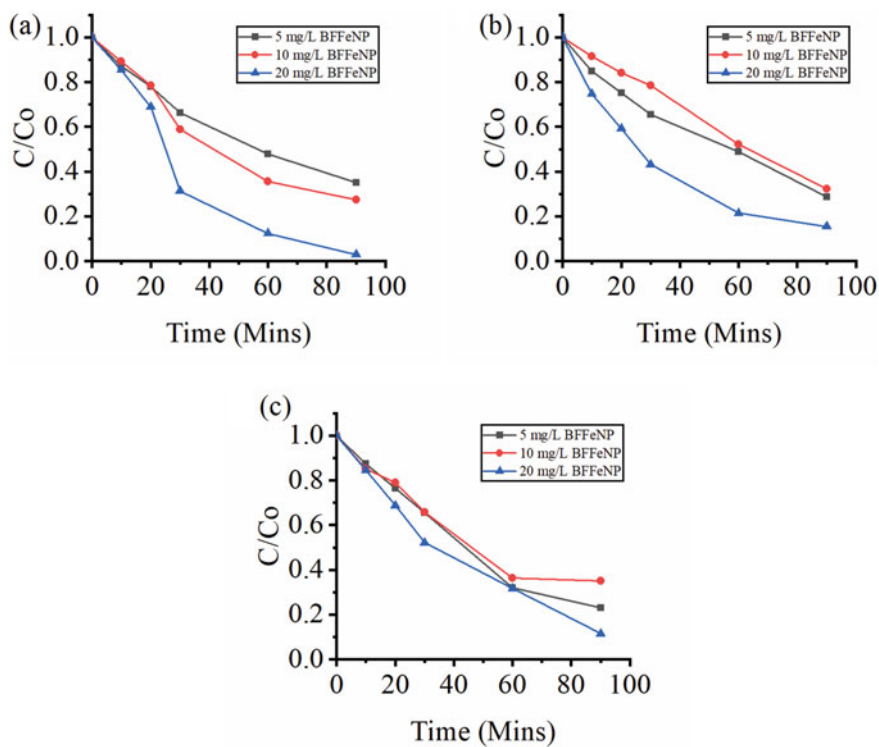 (a)
1.0
0.8
0.6
0.4
0.2
0.0
C/Co
5 mg/L BFFeNP
10 mg/L BFFeNP
20 mg/L BFFeNP
0 20 40 60 80 100
Time (Mins)
(b)
1.0
0.8
0.6
0.4
0.2
0.0
C/Co
5 mg/L BFFeNP
10 mg/L BFFeNP
20 mg/L BFFeNP
0 20 40 60 80 100
Time (Mins)
(c)
1.0
0.8
0.6
0.4
0.2
0.0
C/Co
5 mg/L BFFeNP
10 mg/L BFFeNP
20 mg/L BFFeNP
0 20 40 60 80 100
Time (Mins)